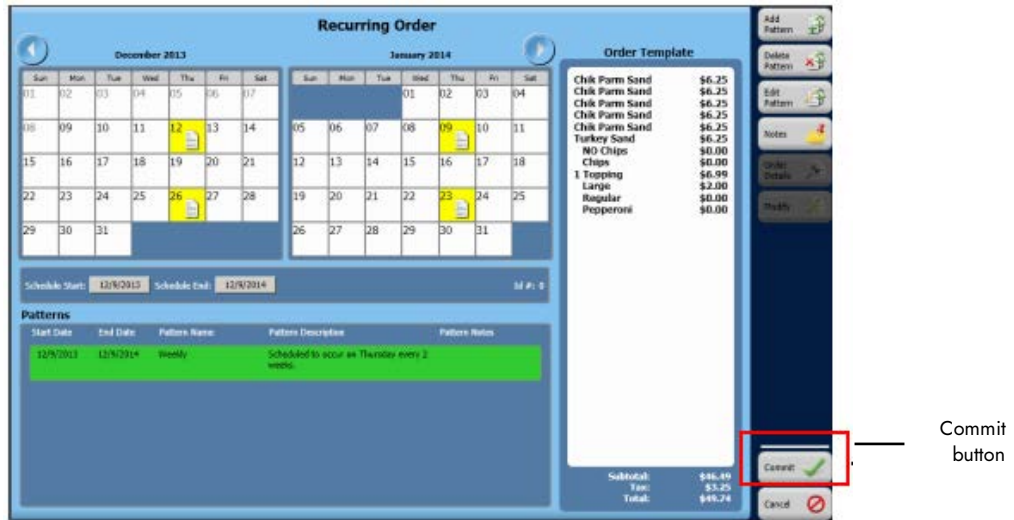 Recurring Order
December 2013
Sun Mon Tue Wed Thu Fri Sat
01 02 03 04 05 06 07
08 09 10 11 12 13 14
15 16 17 18 19 20 21
22 23 24 25 26 27 28
29 30 31
January 2014
Sun Mon Tue Wed Thu Fri Sat
01 02 03 04
05 06 07 08 09 10 11
12 13 14 15 16 17 18
19 20 21 22 23 24 25
26 27 28 29 30 31
Schedule Start: 12/9/2013 Schedule End: 12/9/2014 Id #: 0
Patterns
Start Date End Date Pattern Name: Pattern Description Pattern Notes
12/9/2013 12/9/2014 Weekly Scheduled to occur on Thursday every 2
weeks.
Order Template
Chik Parm Sand $6.25
Chik Parm Sand $6.25
Chik Parm Sand $6.25
Chik Parm Sand $6.25
Chik Parm Sand $6.25
Turkey Sand $6.25
NO Chips $0.00
Chips $0.00
1 Topping $6.99
Large $2.00
Regular $0.00
Pepperoni $0.00
Subtotal: $46.49
Tax: $3.25
Total: $49.74
Add
Pattern
Delete
Pattern
Edit
Pattern
Notes
Order
Details
Modify
Commit
Cancel
Commit
button